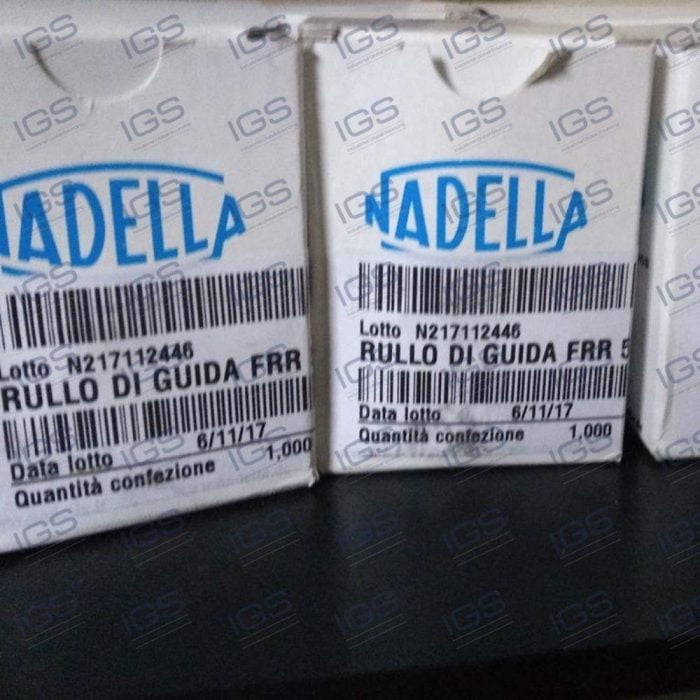 NADELLA
Lotto N217112446
RULLO DI GUIDA FRR
Data lotto 6/11/17
Quantità confezione 1,000
NADELLA
Lotto N217112446
RULLO DI GUIDA FRR 5
Data lotto 6/11/17
Quantità confezione 1,000
IGS